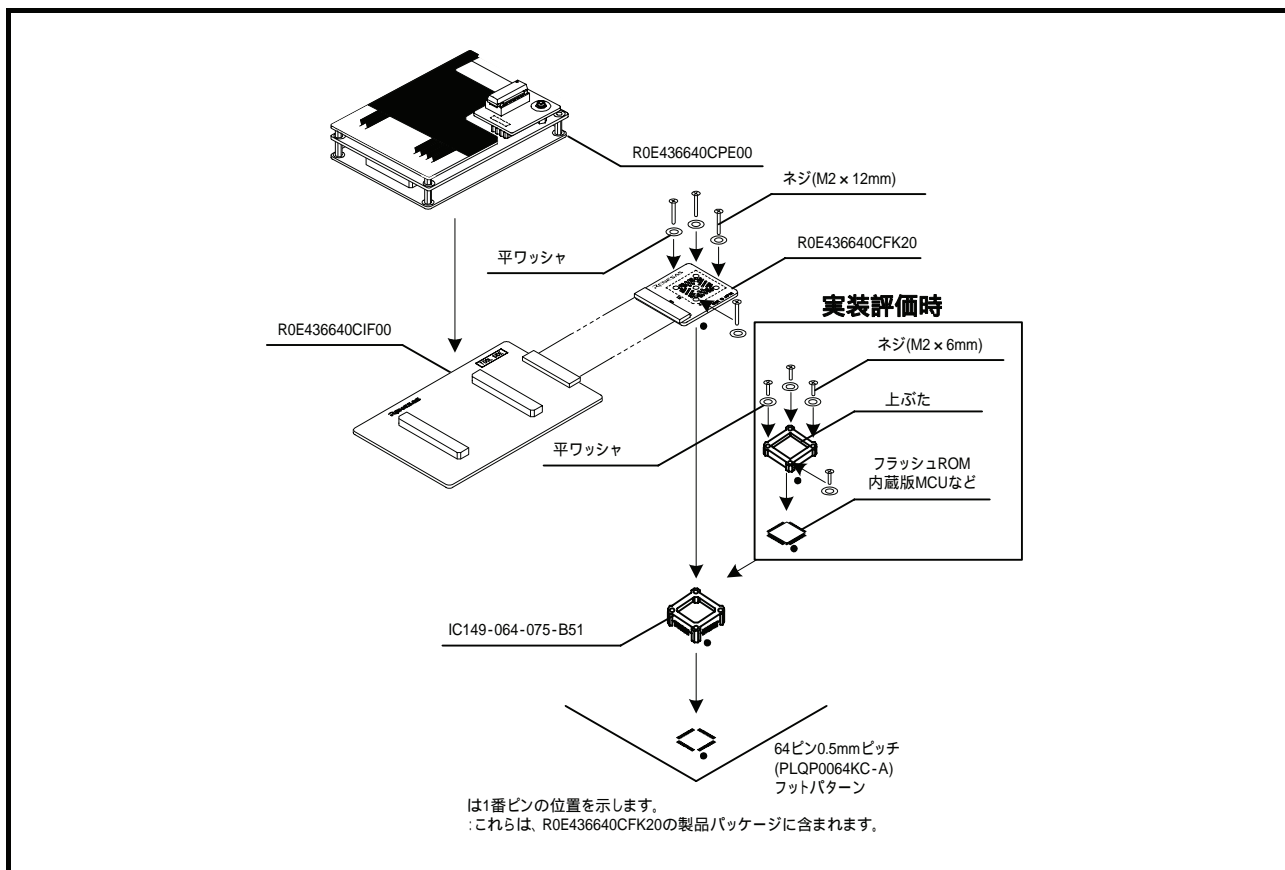 R0E436640CPE00
ネジ(M2×12mm)
平ワッシャ
R0E436640CFK20
実装評価時
R0E436640CIF00
ネジ(M2×6mm)
上ぶた
平ワッシャ
フラッシュROM
内蔵版MCUなど
IC149-064-075-B51
64ピン0.5mmピッチ
(PLQP0064KC-A)
フットパターン
は1番ピンの位置を示します。
:これらは、R0E436640CFK20の製品パッケージに含まれます。